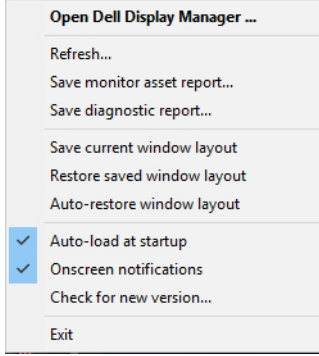 Open Dell Display Manager ...
Refresh...
Save monitor asset report...
Save diagnostic report...
Save current window layout
Restore saved window layout
Auto-restore window layout
Auto-load at startup
Onscreen notifications
Check for new version...
Exit